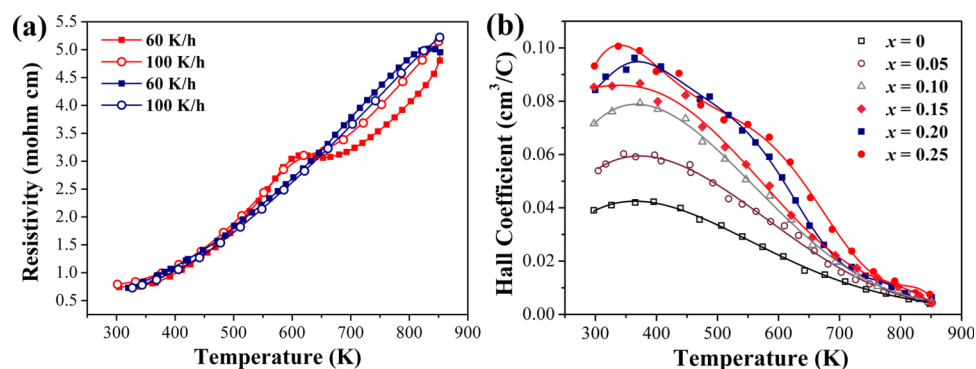 (a)
5.5
5.0
4.5
4.0
3.5
3.0
2.5
2.0
1.5
1.0
0.5
Resistivity (mohm cm)
60 K/h
100 K/h
60 K/h
100 K/h
300 400 500 600 700 800 900
Temperature (K)
(b)
0.10
0.08
0.06
0.04
0.02
0.00
Hall Coefficient (cm³/C)
x = 0
x = 0.05
x = 0.10
x = 0.15
x = 0.20
x = 0.25
300 400 500 600 700 800 900
Temperature (K)